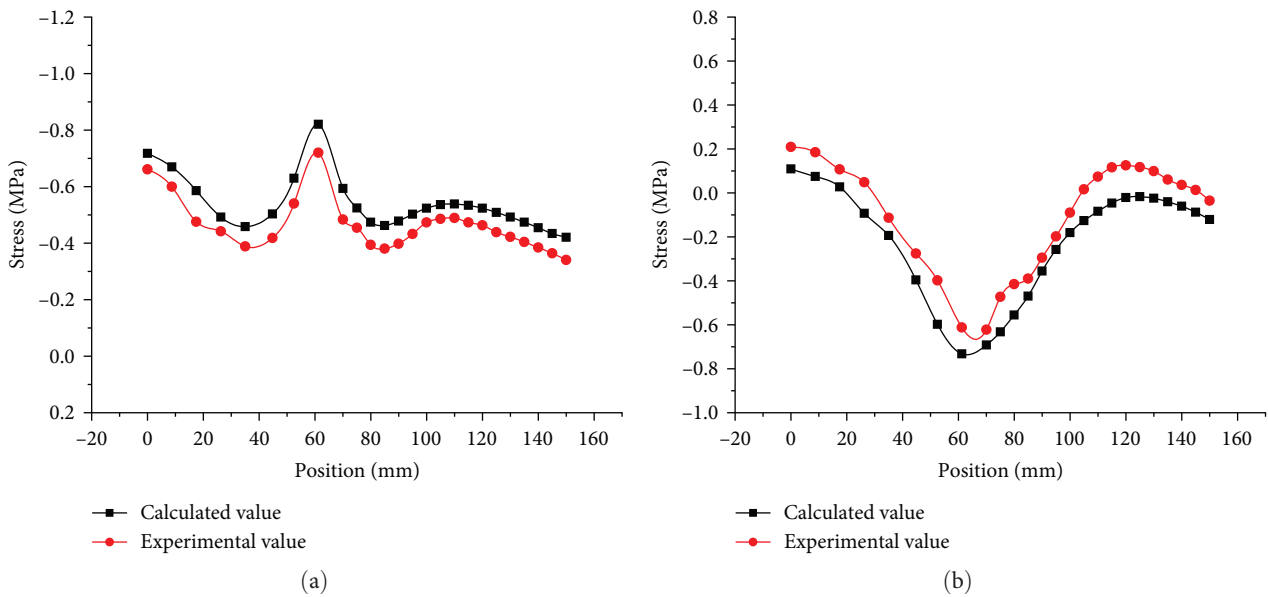 −1.2
−1.0
−0.8
−0.6
−0.4
−0.2
0.0
0.2
Stress (MPa)
−20 0 20 40 60 80 100 120 140 160
Position (mm)
Calculated value
Experimental value
(a)
0.8
0.6
0.4
0.2
0.0
−0.2
−0.4
−0.6
−0.8
−1.0
Stress (MPa)
−20 0 20 40 60 80 100 120 140 160
Position (mm)
Calculated value
Experimental value
(b)